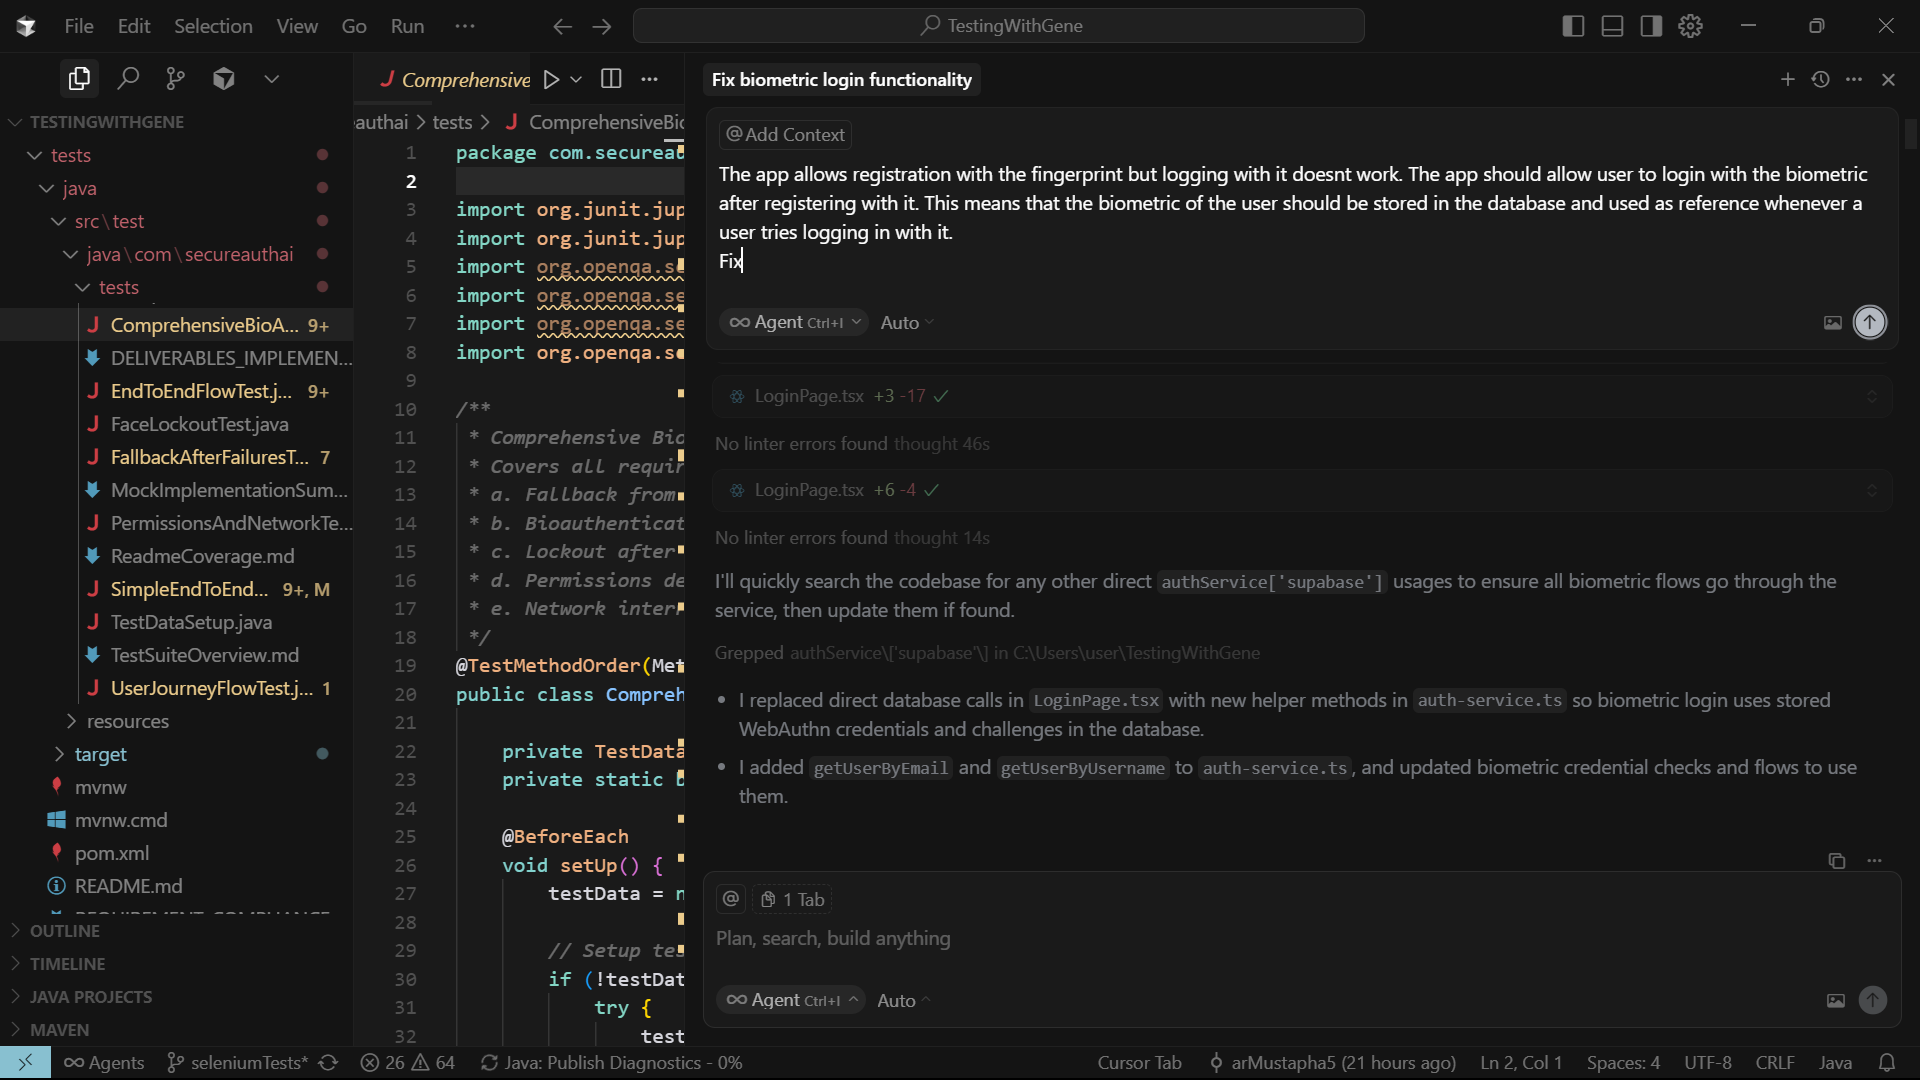 File Edit Selection View Go Run ···
TestingWithGene
TESTINGWITHGENE
tests
java
src\test
java\com\secureauthai
tests
ComprehensiveBioA... 9+
DELIVERABLES_IMPLEMEN...
EndToEndFlowTest.j... 9+
FaceLockoutTest.java
FallbackAfterFailuresT... 7
MockImplementationSum...
PermissionsAndNetworkTe...
ReadmeCoverage.md
SimpleEndToEnd... 9+, M
TestDataSetup.java
TestSuiteOverview.md
UserJourneyFlowTest.j... 1
resources
target
mvnw
mvnw.cmd
pom.xml
README.md
OUTLINE
TIMELINE
JAVA PROJECTS
MAVEN
Comprehensive
authai > tests > J ComprehensiveBio
1 package com.secureau
2
3 import org.junit.jup
4 import org.junit.jup
5 import org.openqa.se
6 import org.openqa.se
7 import org.openqa.se
8 import org.openqa.se
9
10 /**
11 * Comprehensive Bio
12 * Covers all requir
13 * a. Fallback from
14 * b. Bioauthenticat
15 * c. Lockout after
16 * d. Permissions de
17 * e. Network interr
18 */
19 @TestMethodOrder(Met
20 public class Compreh
21
22 private TestData
23 private static b
24
25 @BeforeEach
26 void setUp() {
27 testData = n
28
29 // Setup tes
30 if (!testDat
31 try {
32 test
Fix biometric login functionality
@Add Context
The app allows registration with the fingerprint but logging with it doesnt work. The app should allow user to login with the biometric
after registering with it. This means that the biometric of the user should be stored in the database and used as reference whenever a
user tries logging in with it.
Fix
Agent Ctrl+I Auto
LoginPage.tsx +3 -17
No linter errors found thought 46s
LoginPage.tsx +6 -4
No linter errors found thought 14s
I'll quickly search the codebase for any other direct authService['supabase'] usages to ensure all biometric flows go through the
service, then update them if found.
Grepped authService\['supabase'\] in C:\Users\user\TestingWithGene
• I replaced direct database calls in LoginPage.tsx with new helper methods in auth-service.ts so biometric login uses stored
WebAuthn credentials and challenges in the database.
• I added getUserByEmail and getUserByUsername to auth-service.ts, and updated biometric credential checks and flows to use
them.
@ 1 Tab
Plan, search, build anything
Agent Ctrl+I Auto
Agents seleniumTests* 26 64 Java: Publish Diagnostics - 0% Cursor Tab arMustapha5 (21 hours ago) Ln 2, Col 1 Spaces: 4 UTF-8 CRLF Java